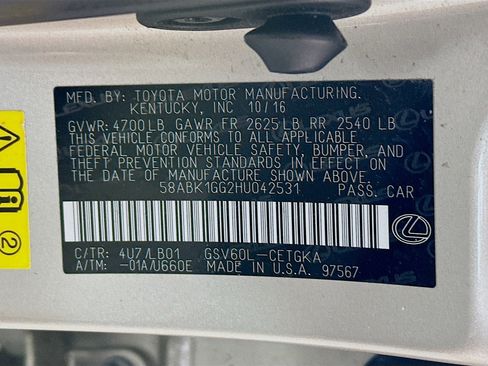 MFD. BY: TOYOTA MOTOR MANUFACTURING.
KENTUCKY, INC 10/16
GVWR: 4700LB GAWR FR 2625LB RR 2540 LB
THIS VEHICLE CONFORMS TO ALL APPLICABLE
FEDERAL MOTOR VEHICLE SAFETY, BUMPER, AND
THEFT PREVENTION STANDARDS IN EFFECT ON
THE DATE OF MANUFACTURE SHOWN ABOVE.
58ABK1GG2HU042531 PASS. CAR
C/TR: 4U7/LB01 GSV60L-CETGKA
A/TM: -01A/U660E MADE IN U.S.A. 97567
2